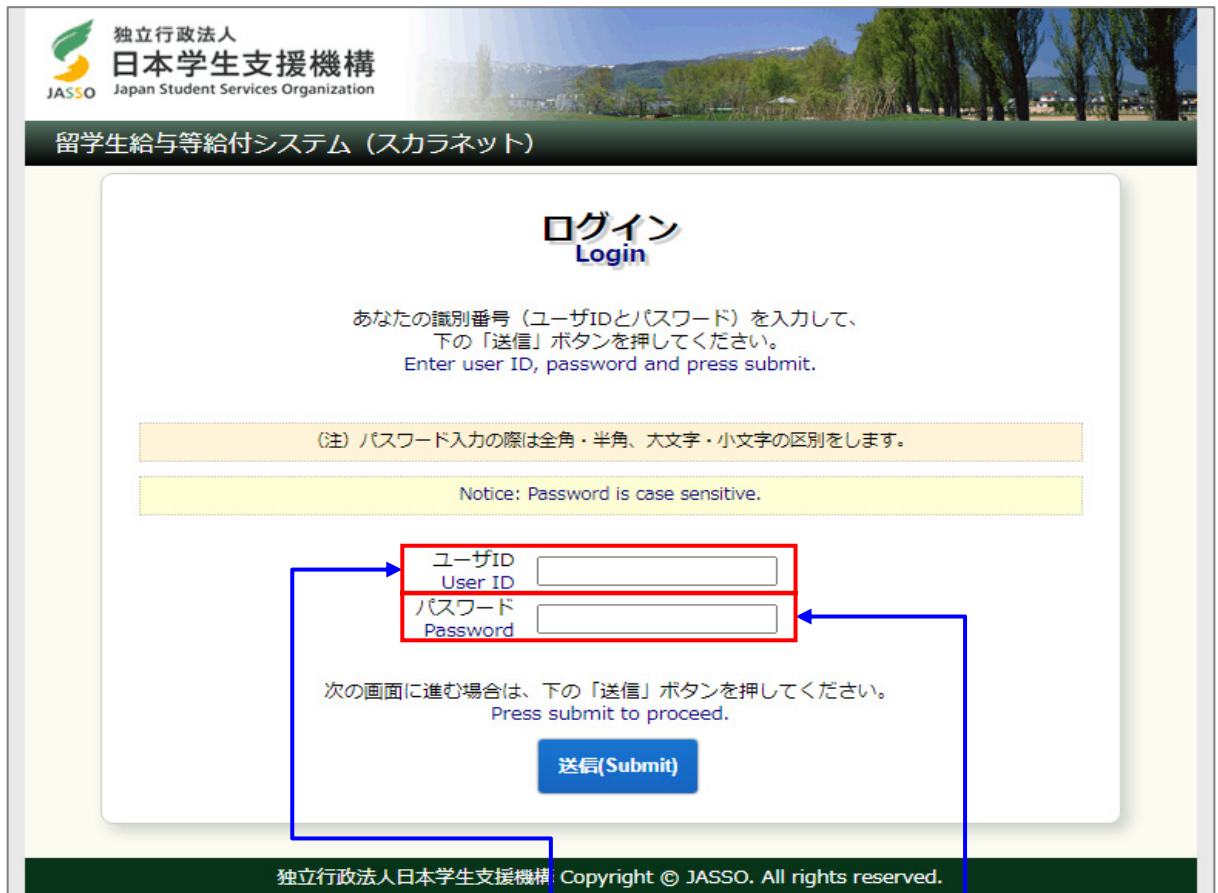 独立行政法人
日本学生支援機構
JASSO Japan Student Services Organization
留学生給与等給付システム（スカラネット）
ログイン
Login
あなたの識別番号（ユーザIDとパスワード）を入力して、
下の「送信」ボタンを押してください。
Enter user ID, password and press submit.
（注）パスワード入力の際は全角・半角、大文字・小文字の区別をします。
Notice: Password is case sensitive.
ユーザID
User ID
パスワード
Password
次の画面に進む場合は、下の「送信」ボタンを押してください。
Press submit to proceed.
送信(Submit)
独立行政法人日本学生支援機構 Copyright © JASSO. All rights reserved.